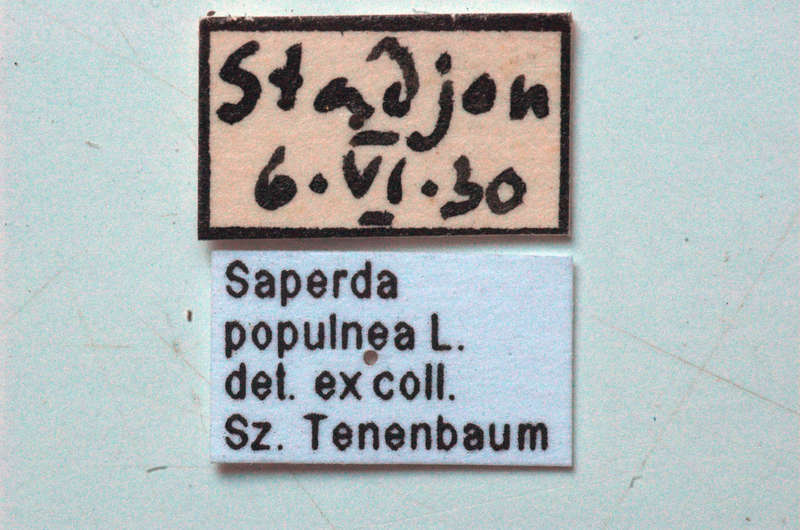 Stadjon
6.VI.30
Saperda
populnea L.
det. ex coll.
Sz. Tenenbaum